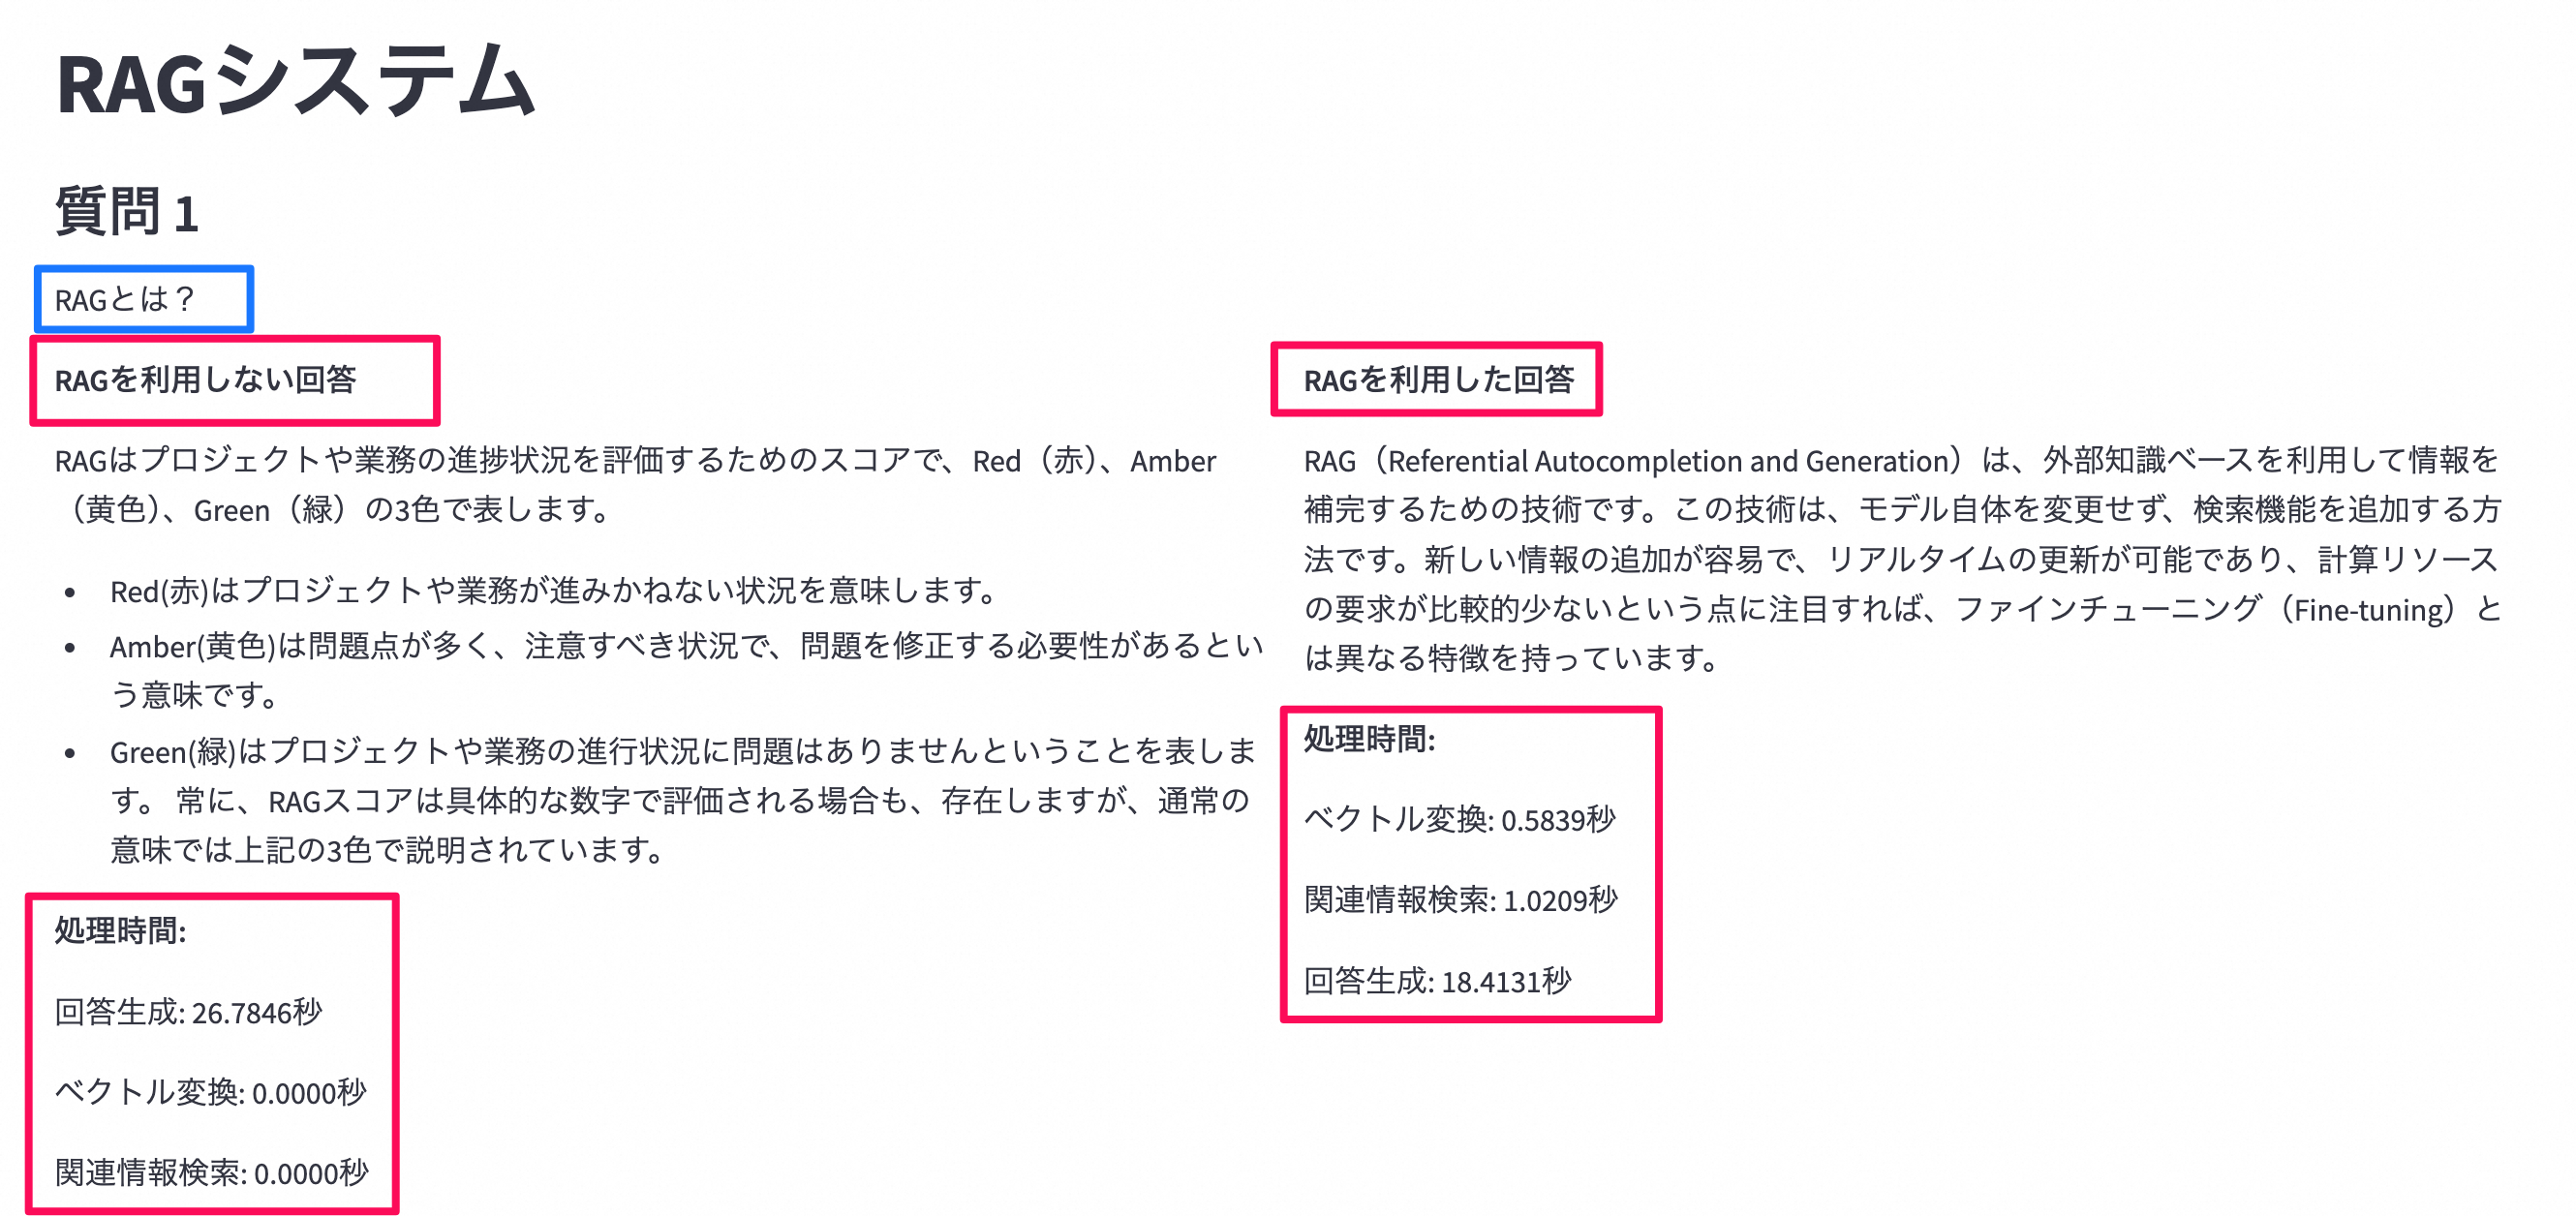 RAGシステム
質問 1
RAGとは？
RAGを利用しない回答
RAGはプロジェクトや業務の進捗状況を評価するためのスコアで、Red（赤）、Amber
（黄色）、Green（緑）の3色で表します。
• Red(赤)はプロジェクトや業務が進みかねない状況を意味します。
• Amber(黄色)は問題点が多く、注意すべき状況で、問題を修正する必要性があるとい
う意味です。
• Green(緑)はプロジェクトや業務の進行状況に問題はありませんということを表しま
す。 常に、RAGスコアは具体的な数字で評価される場合も、存在しますが、通常の
意味では上記の3色で説明されています。
処理時間:
回答生成: 26.7846秒
ベクトル変換: 0.0000秒
関連情報検索: 0.0000秒
RAGを利用した回答
RAG（Referential Autocompletion and Generation）は、外部知識ベースを利用して情報を
補完するための技術です。この技術は、モデル自体を変更せず、検索機能を追加する方
法です。新しい情報の追加が容易で、リアルタイムの更新が可能であり、計算リソース
の要求が比較的少ないという点に注目すれば、ファインチューニング（Fine-tuning）と
は異なる特徴を持っています。
処理時間:
ベクトル変換: 0.5839秒
関連情報検索: 1.0209秒
回答生成: 18.4131秒